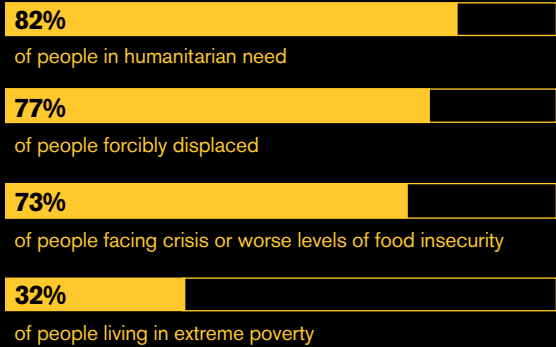 82%
of people in humanitarian need
77%
of people forcibly displaced
73%
of people facing crisis or worse levels of food insecurity
32%
of people living in extreme poverty